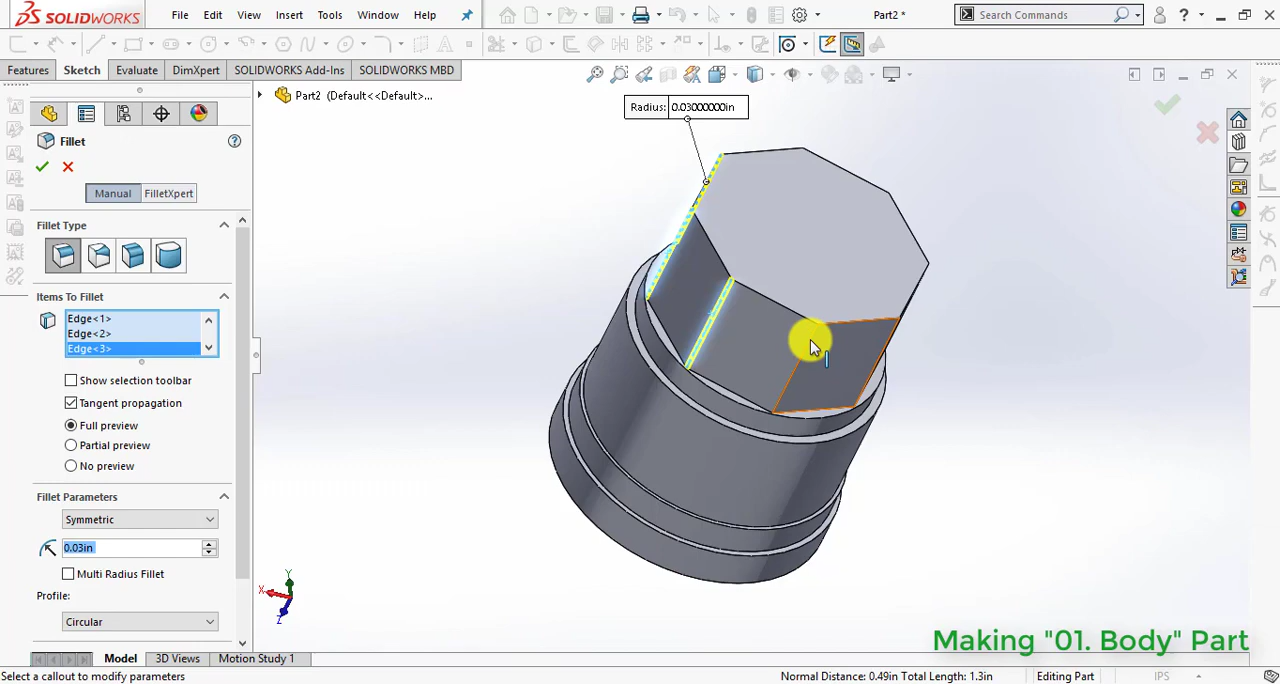 SOLIDWORKS
File Edit View Insert Tools Window Help
Part2 *
Search Commands
?
Features Sketch Evaluate DimXpert SOLIDWORKS Add-Ins SOLIDWORKS MBD
Part2 (Default<<Default>...
Radius: 0.03000000in
Fillet
?
Manual FilletXpert
Fillet Type
Items To Fillet
Edge<1>
Edge<2>
Edge<3>
Show selection toolbar
Tangent propagation
Full preview
Partial preview
No preview
Fillet Parameters
Symmetric
0.03in
Multi Radius Fillet
Profile:
Circular
Y
X
Z
Making "01. Body" Part
Model 3D Views Motion Study 1
Select a callout to modify parameters
Normal Distance: 0.49in Total Length: 1.3in
Editing Part
IPS